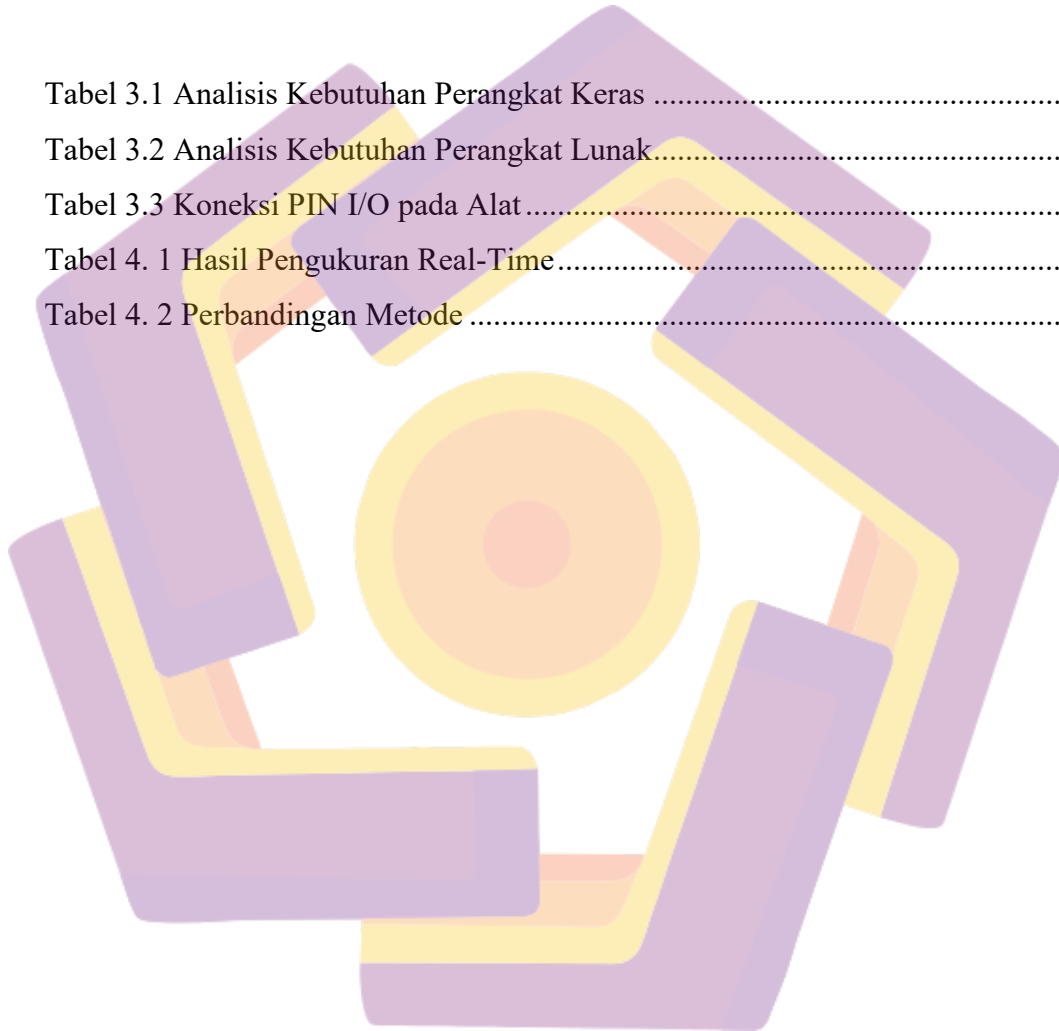 Tabel 3.1 Analisis Kebutuhan Perangkat Keras ....................................................
Tabel 3.2 Analisis Kebutuhan Perangkat Lunak....................................................
Tabel 3.3 Koneksi PIN I/O pada Alat....................................................................
Tabel 4. 1 Hasil Pengukuran Real-Time................................................................
Tabel 4. 2 Perbandingan Metode ...........................................................................